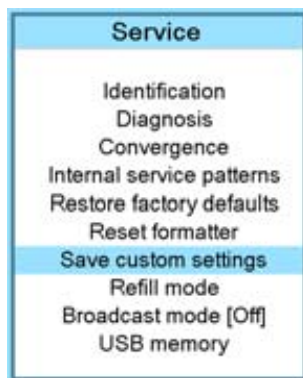 Service
Identification
Diagnosis
Convergence
Internal service patterns
Restore factory defaults
Reset formatter
Save custom settings
Refill mode
Broadcast mode [Off]
USB memory